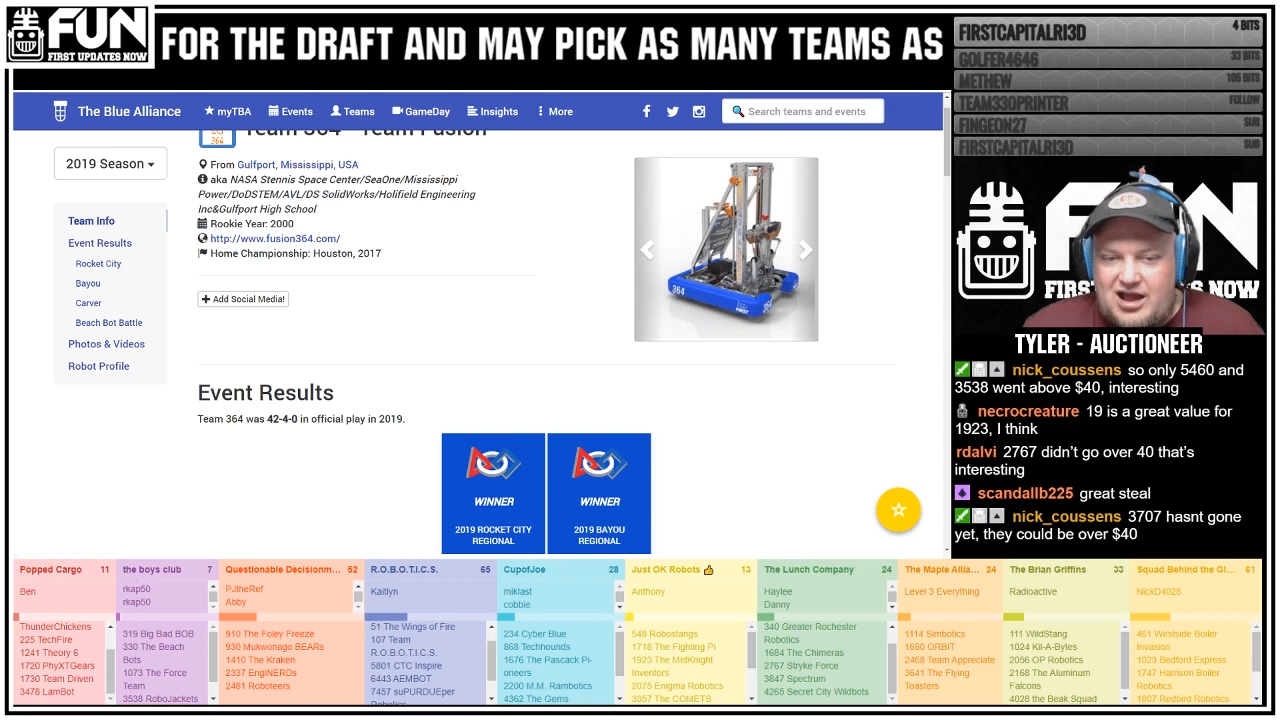 FUN
FIRST UPDATES NOW
FOR THE DRAFT AND MAY PICK AS MANY TEAMS AS
FIRSTCAPITALRI3D 4 BITS
GOLFER4646 33 BITS
METHEW 105 BITS
TEAM330PRINTER FOLLOW
FINGEON27 SUB
FIRSTCAPITALRI3D SUB
The Blue Alliance
myTBA
Events
Teams
GameDay
Insights
More
Search teams and events
2019 Season
Team Info
Event Results
Rocket City
Bayou
Carver
Beach Bot Battle
Photos & Videos
Robot Profile
Team 364 - Team Fusion
From Gulfport, Mississippi, USA
aka NASA Stennis Space Center/SeaOne/Mississippi
Power/DoDSTEM/AVL/DS SolidWorks/Holifield Engineering
Inc&Gulfport High School
Rookie Year: 2000
http://www.fusion364.com/
Home Championship: Houston, 2017
Add Social Media!
364
FIRST
Event Results
Team 364 was 42-4-0 in official play in 2019.
WINNER
2019 ROCKET CITY
REGIONAL
WINNER
2019 BAYOU
REGIONAL
TYLER - AUCTIONEER
nick_coussens so only 5460 and
3538 went above $40, interesting
necrocreature 19 is a great value for
1923, I think
rdalvi 2767 didn't go over 40 that's
interesting
scandallb225 great steal
nick_coussens 3707 hasnt gone
yet, they could be over $40
Popped Cargo 11
Ben
ThunderChickens
225 TechFire
1241 Theory 6
1720 PhyXTGears
1730 Team Driven
3478 LamBot
the boys club 7
rkap50
rkap50
319 Big Bad BOB
330 The Beach
Bots
1073 The Force
Team
3538 RoboJackets
Questionable Decisionm... 52
PJtheRef
Abby
910 The Foley Freeze
930 Mukwonago BEARs
1410 The Kraken
2337 EngiNERDs
2481 Roboteers
R.O.B.O.T.I.C.S. 65
Kaitlyn
51 The Wings of Fire
107 Team
R.O.B.O.T.I.C.S.
5801 CTC Inspire
6443 AEMBOT
7457 suPURDUEper
Robotics
CupofJoe 28
miklast
cobbie
234 Cyber Blue
868 Techhounds
1676 The Pascack Pi-
oneers
2200 M.M. Rambotics
4362 The Gems
Just OK Robots 13
Anthony
548 Robostangs
1718 The Fighting Pi
1923 The MidKnight
Inventors
2075 Enigma Robotics
3357 The COMETS
The Lunch Company 24
Haylee
Danny
340 Greater Rochester
Robotics
1684 The Chimeras
2767 Stryke Force
3847 Spectrum
4265 Secret City Wildbots
The Maple Allia... 24
Level 3 Everything
1114 Simbotics
1690 ORBIT
2468 Team Appreciate
3641 The Flying
Toasters
The Brian Griffins 33
Radioactive
111 WildStang
1024 Kil-A-Bytes
2056 OP Robotics
2168 The Aluminum
Falcons
4028 the Beak Squad
Squad Behind the Gl... 61
NickD4028
461 Westside Boiler
Invasion
1023 Bedford Express
1747 Harrison Boiler
Robotics
1807 Redbird Robotics